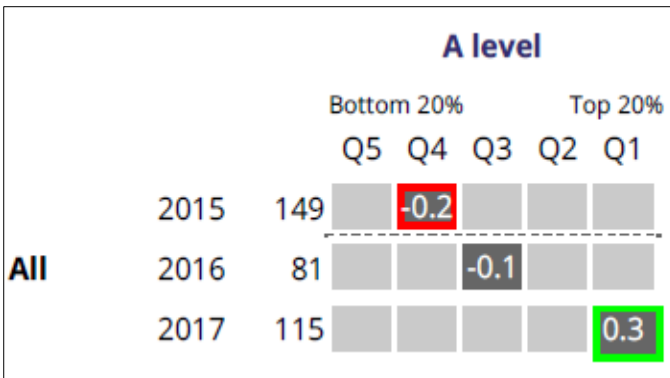 A level
Bottom 20% Top 20%
Q5 Q4 Q3 Q2 Q1
2015 149 -0.2
All 2016 81 -0.1
2017 115 0.3